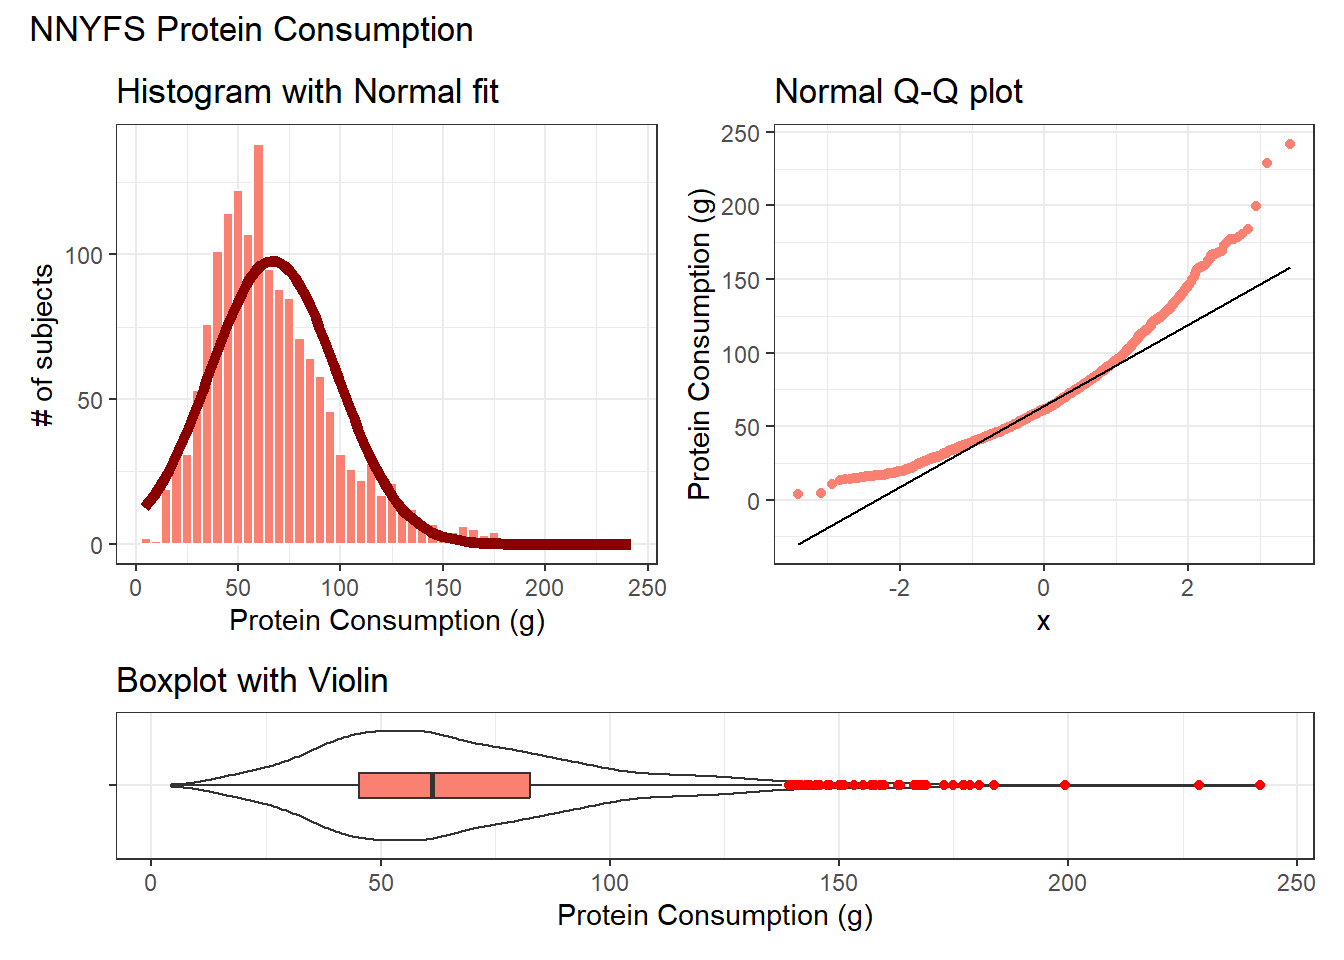 NNYFS Protein Consumption
Histogram with Normal fit
# of subjects
100
50
0
0 50 100 150 200 250
Protein Consumption (g)
Normal Q-Q plot
Protein Consumption (g)
250
200
150
100
50
0
-2 0 2
x
Boxplot with Violin
0 50 100 150 200 250
Protein Consumption (g)